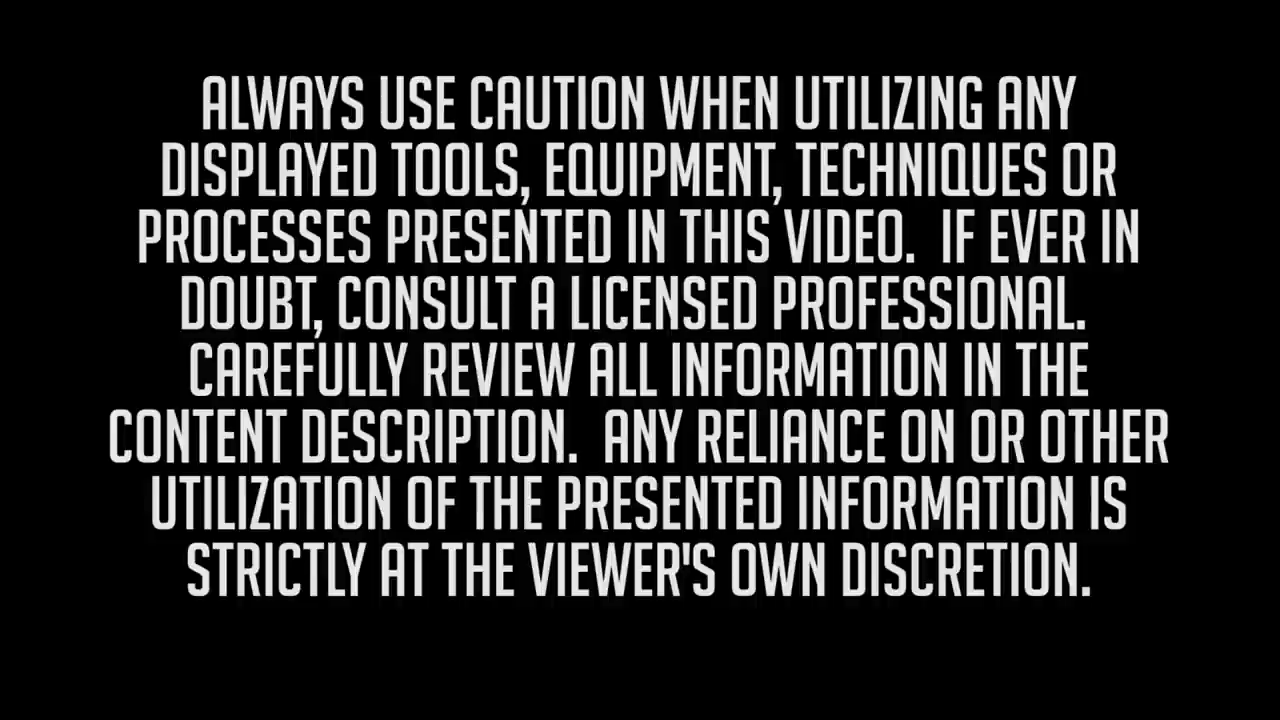 ALWAYS USE CAUTION WHEN UTILIZING ANY
DISPLAYED TOOLS, EQUIPMENT, TECHNIQUES OR
PROCESSES PRESENTED IN THIS VIDEO.  IF EVER IN
DOUBT, CONSULT A LICENSED PROFESSIONAL.
CAREFULLY REVIEW ALL INFORMATION IN THE
CONTENT DESCRIPTION.  ANY RELIANCE ON OR OTHER
UTILIZATION OF THE PRESENTED INFORMATION IS
STRICTLY AT THE VIEWER'S OWN DISCRETION.